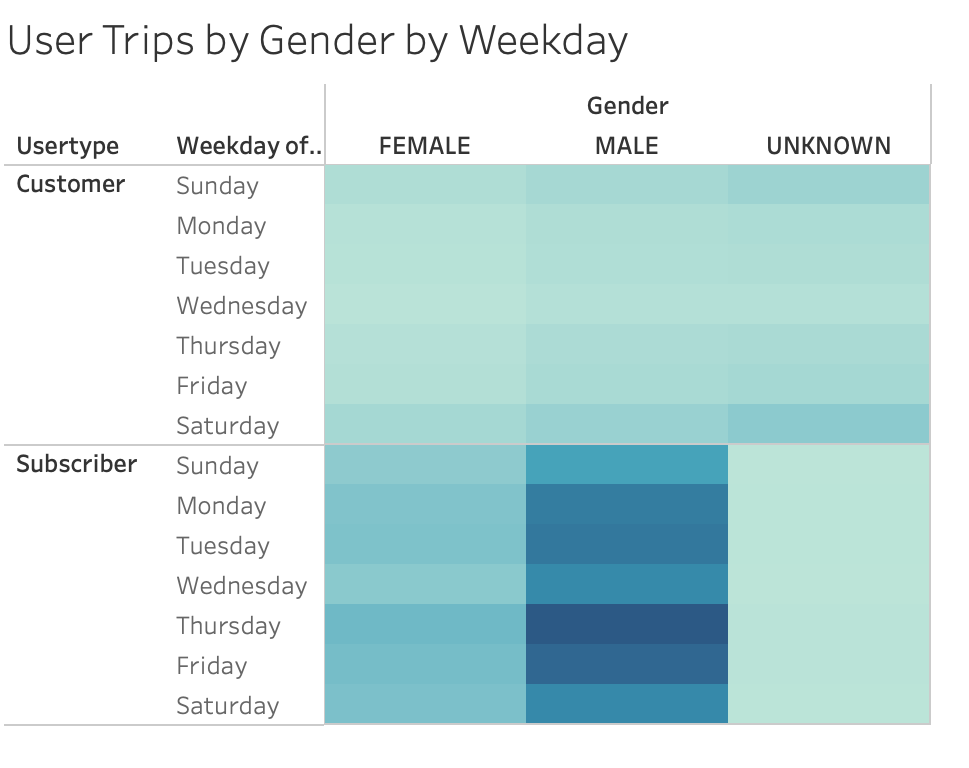 User Trips by Gender by Weekday
Gender
Usertype Weekday of.. FEMALE MALE UNKNOWN
Customer Sunday
Monday
Tuesday
Wednesday
Thursday
Friday
Saturday
Subscriber Sunday
Monday
Tuesday
Wednesday
Thursday
Friday
Saturday